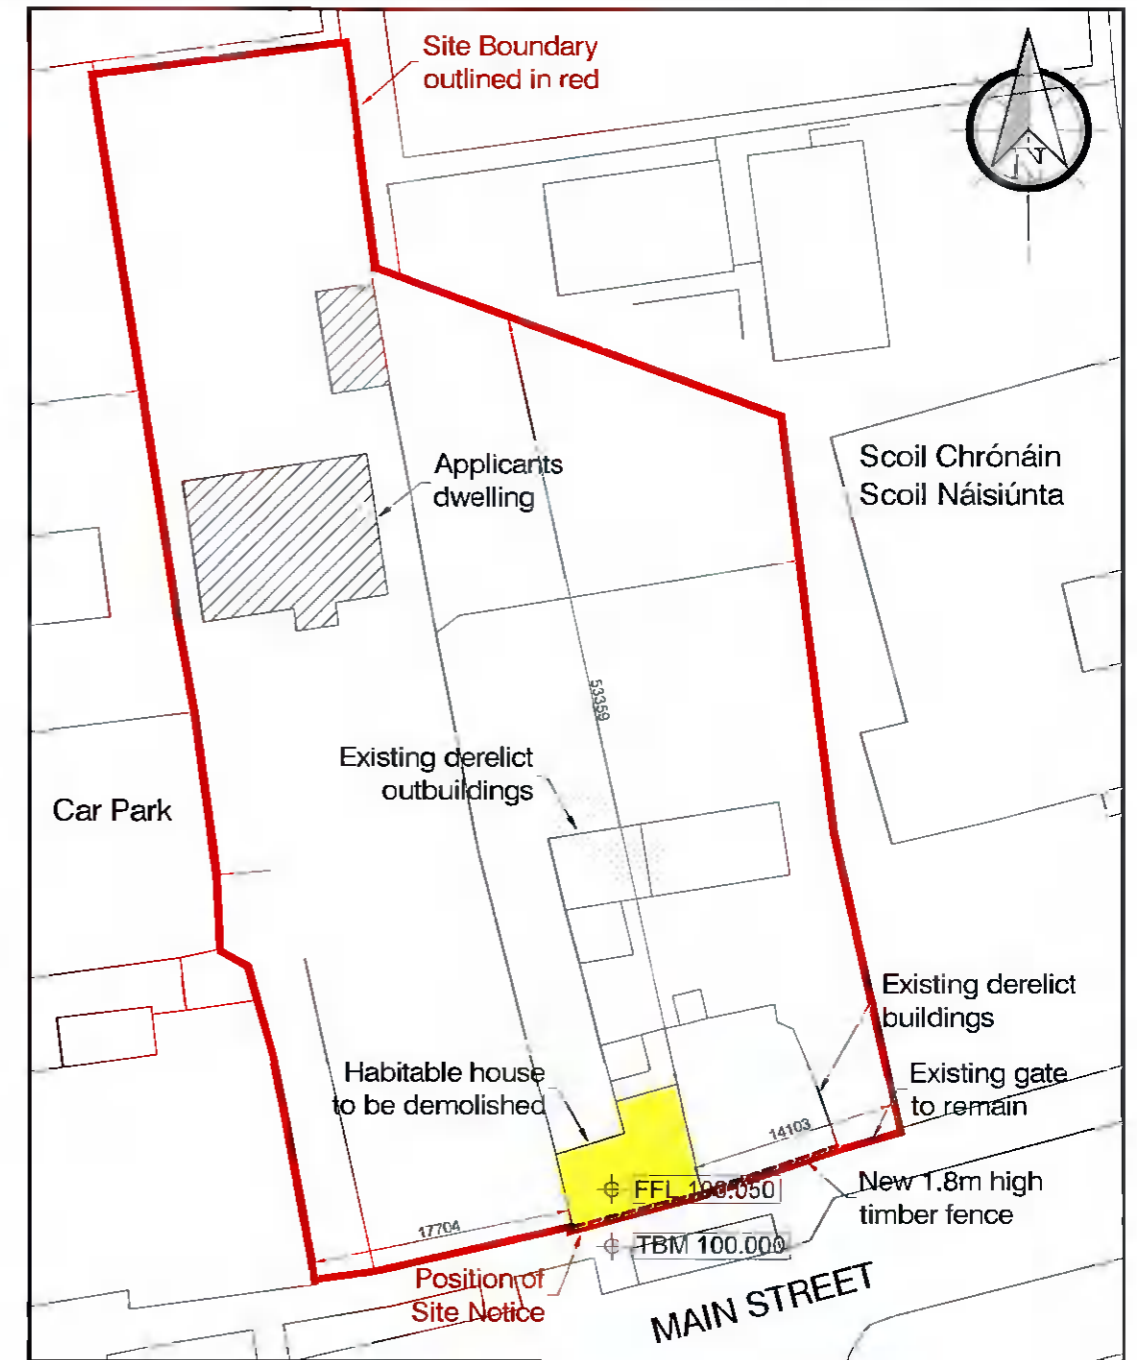 Site Boundary
outlined in red
N
Scoil Chrónáin
Scoil Náisiúnta
Applicants
dwelling
53359
Existing derelict
outbuildings
Car Park
Existing derelict
buildings
Habitable house
to be demolished
Existing gate
to remain
14103
FFL 100.050
New 1.8m high
timber fence
17704
TBM 100.000
Position of
Site Notice
MAIN STREET